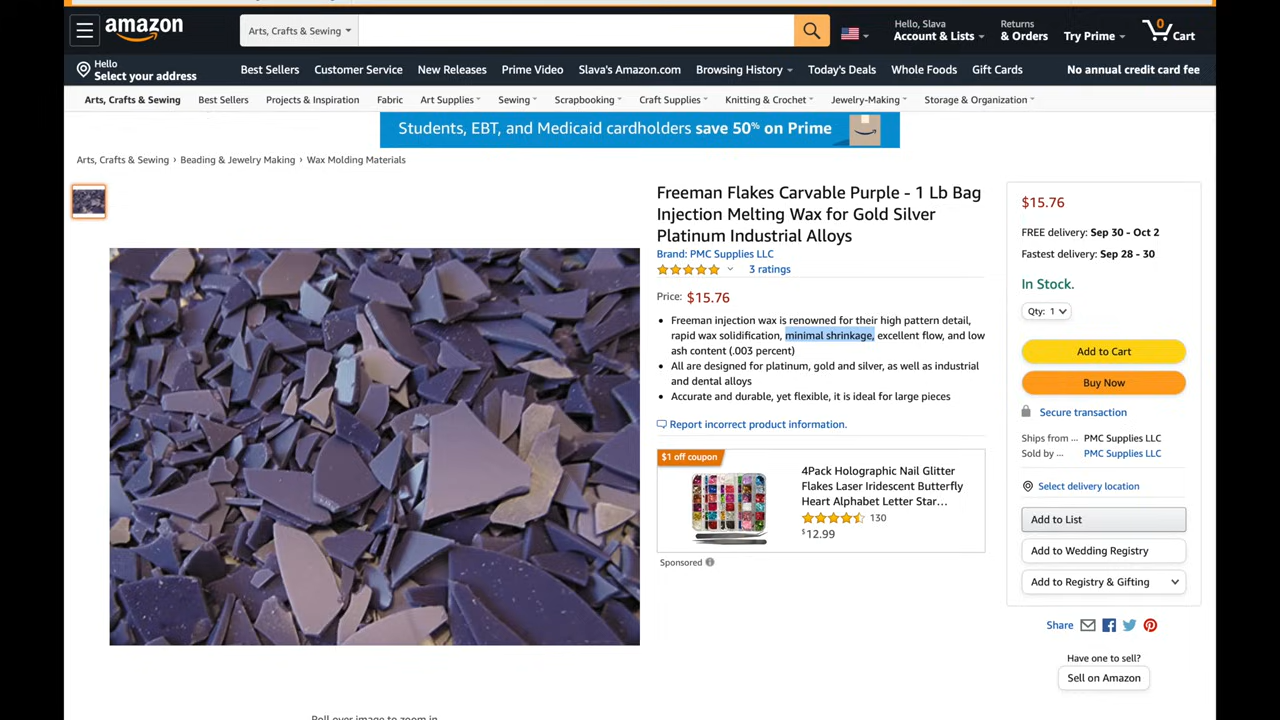 amazon
Arts, Crafts & Sewing
Hello, Slava
Account & Lists
Returns
& Orders
Try Prime
0
Cart
Hello
Select your address
Best Sellers
Customer Service
New Releases
Prime Video
Slava's Amazon.com
Browsing History
Today's Deals
Whole Foods
Gift Cards
No annual credit card fee
Arts, Crafts & Sewing
Best Sellers
Projects & Inspiration
Fabric
Art Supplies
Sewing
Scrapbooking
Craft Supplies
Knitting & Crochet
Jewelry-Making
Storage & Organization
Students, EBT, and Medicaid cardholders save 50% on Prime
Arts, Crafts & Sewing › Beading & Jewelry Making › Wax Molding Materials
Freeman Flakes Carvable Purple - 1 Lb Bag
Injection Melting Wax for Gold Silver
Platinum Industrial Alloys
Brand: PMC Supplies LLC
3 ratings
Price: $15.76
• Freeman injection wax is renowned for their high pattern detail,
rapid wax solidification, minimal shrinkage, excellent flow, and low
ash content (.003 percent)
• All are designed for platinum, gold and silver, as well as industrial
and dental alloys
• Accurate and durable, yet flexible, it is ideal for large pieces
Report incorrect product information.
$1 off coupon
4Pack Holographic Nail Glitter
Flakes Laser Iridescent Butterfly
Heart Alphabet Letter Star…
130
$12.99
Sponsored
$15.76
FREE delivery: Sep 30 - Oct 2
Fastest delivery: Sep 28 - 30
In Stock.
Qty: 1
Add to Cart
Buy Now
Secure transaction
Ships from ... PMC Supplies LLC
Sold by ... PMC Supplies LLC
Select delivery location
Add to List
Add to Wedding Registry
Add to Registry & Gifting
Share
Have one to sell?
Sell on Amazon
Roll over image to zoom in